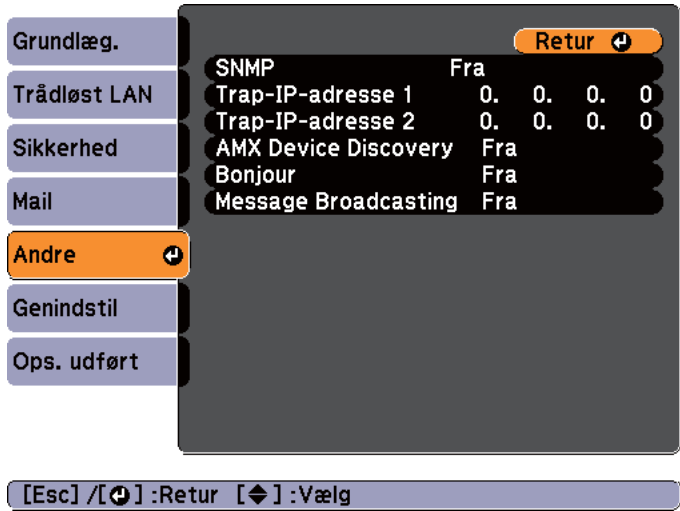 Grundlæg.
Trådløst LAN
Sikkerhed
Mail
Andre
Genindstil
Ops. udført
Retur
SNMP Fra
Trap-IP-adresse 1 0. 0. 0. 0
Trap-IP-adresse 2 0. 0. 0. 0
AMX Device Discovery Fra
Bonjour Fra
Message Broadcasting Fra
[Esc] /[⏎] :Retur [◆] :Vælg